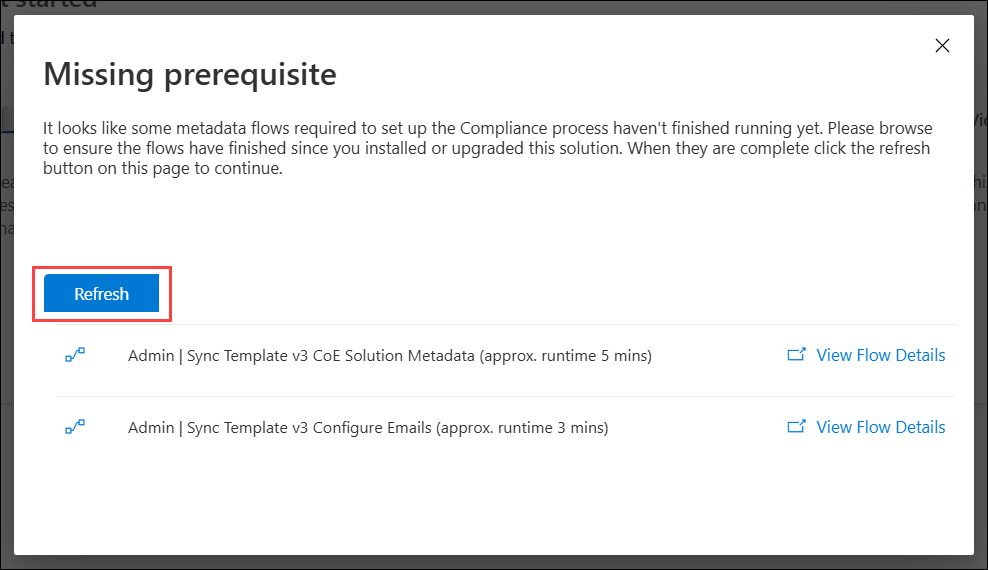 t started
Missing prerequisite
It looks like some metadata flows required to set up the Compliance process haven't finished running yet. Please browse
to ensure the flows have finished since you installed or upgraded this solution. When they are complete click the refresh
button on this page to continue.
Refresh
Admin | Sync Template v3 CoE Solution Metadata (approx. runtime 5 mins)
View Flow Details
Admin | Sync Template v3 Configure Emails (approx. runtime 3 mins)
View Flow Details